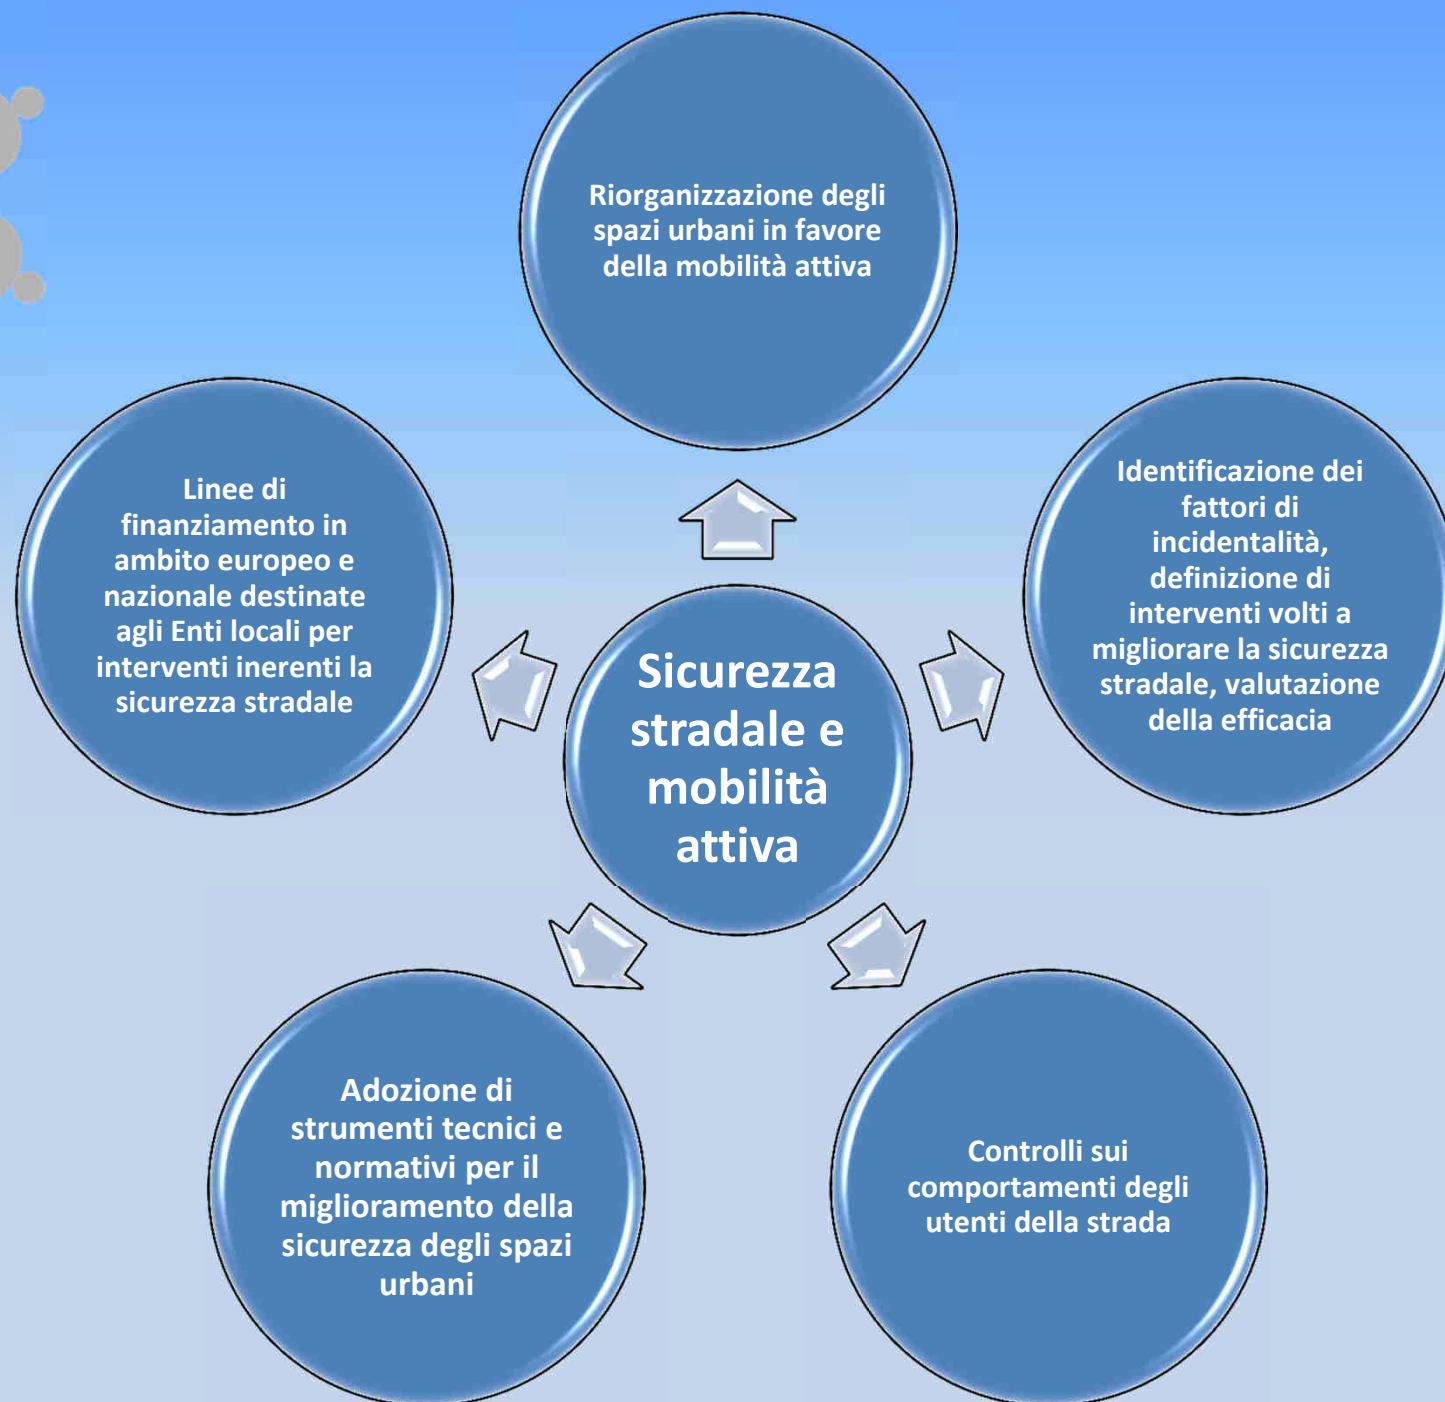 Riorganizzazione degli
spazi urbani in favore
della mobilità attiva
Linee di
finanziamento in
ambito europeo e
nazionale destinate
agli Enti locali per
interventi inerenti la
sicurezza stradale
Identificazione dei
fattori di
incidentalità,
definizione di
interventi volti a
migliorare la sicurezza
stradale, valutazione
della efficacia
Sicurezza
stradale e
mobilità
attiva
Adozione di
strumenti tecnici e
normativi per il
miglioramento della
sicurezza degli spazi
urbani
Controlli sui
comportamenti degli
utenti della strada